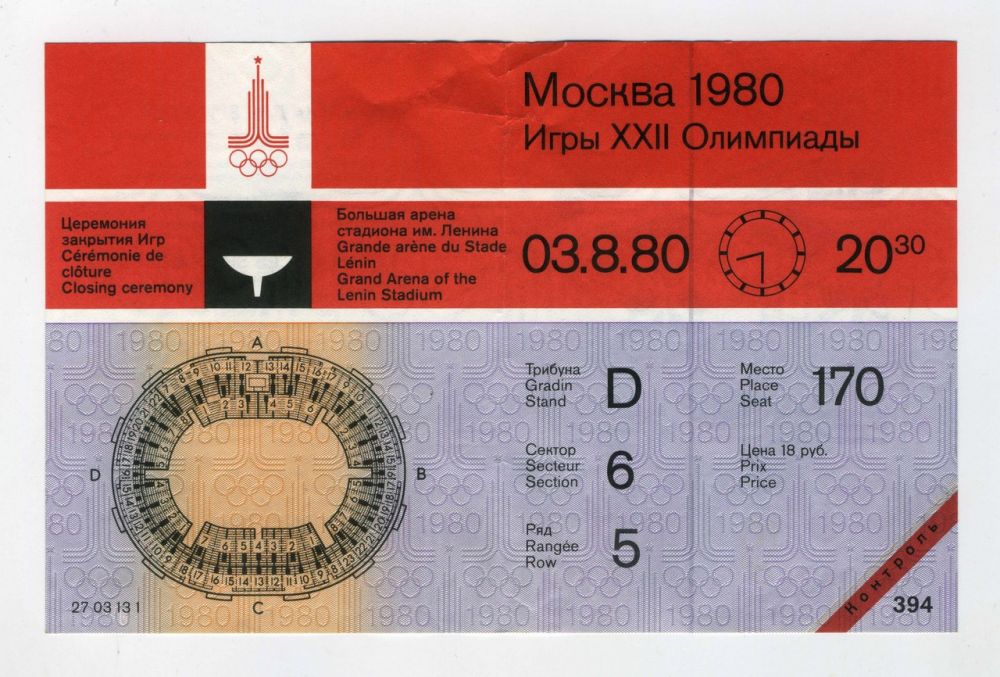 Москва 1980
Игры XXII Олимпиады
Церемония
закрытия Игр
Cérémonie de
clôture
Closing ceremony
Большая арена
стадиона им. Ленина
Grande arène du Stade
Lénin
Grand Arena of the
Lenin Stadium
03.8.80
20 30
A
B
C
D
Трибуна
Gradin
Stand
D
Место
Place
Seat
170
Сектор
Secteur
Section
6
Цена 18 руб.
Prix
Price
Ряд
Rangée
Row
5
27 03 13 1
Контроль
394